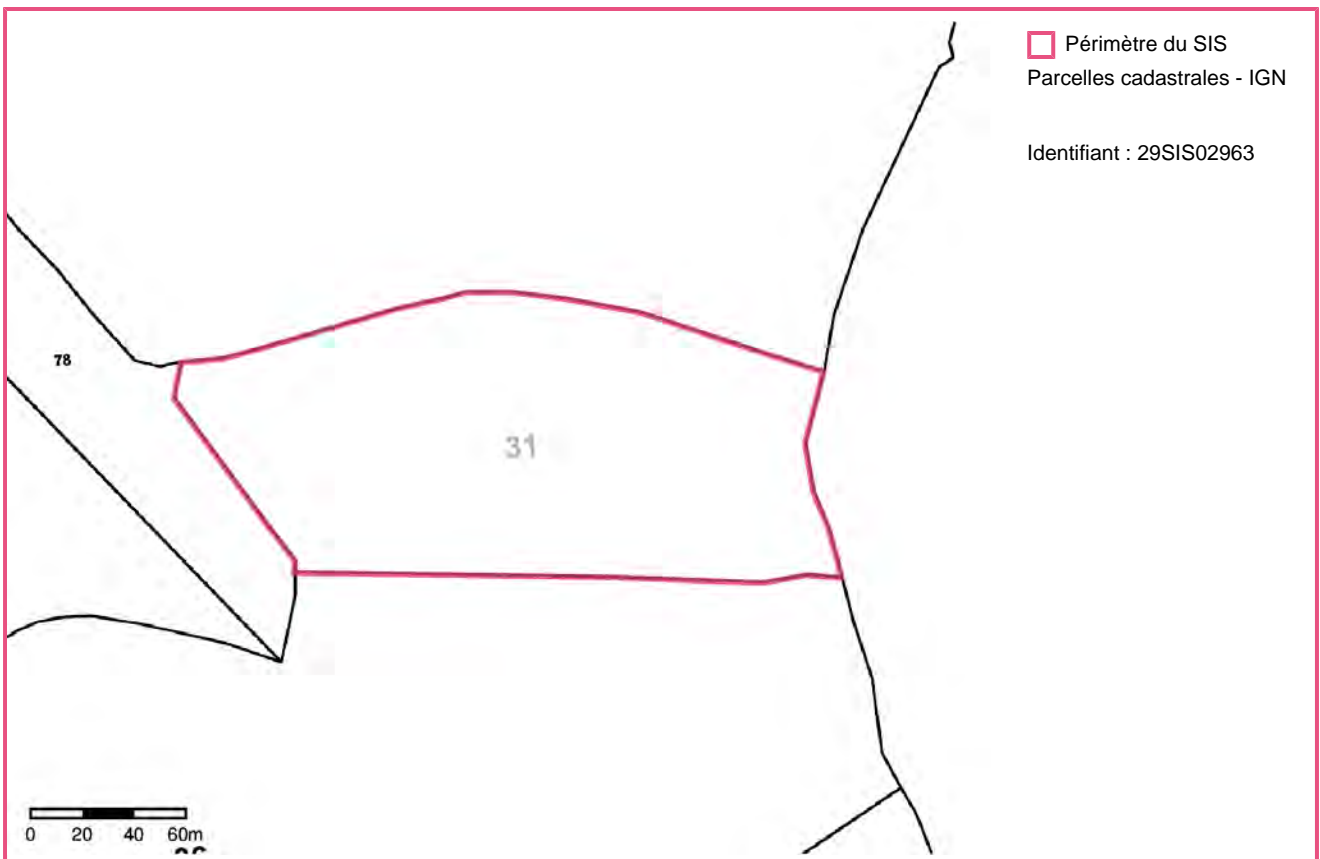 Périmètre du SIS
Parcelles cadastrales - IGN
Identifiant : 29SIS02963
78
31
0 20 40 60m